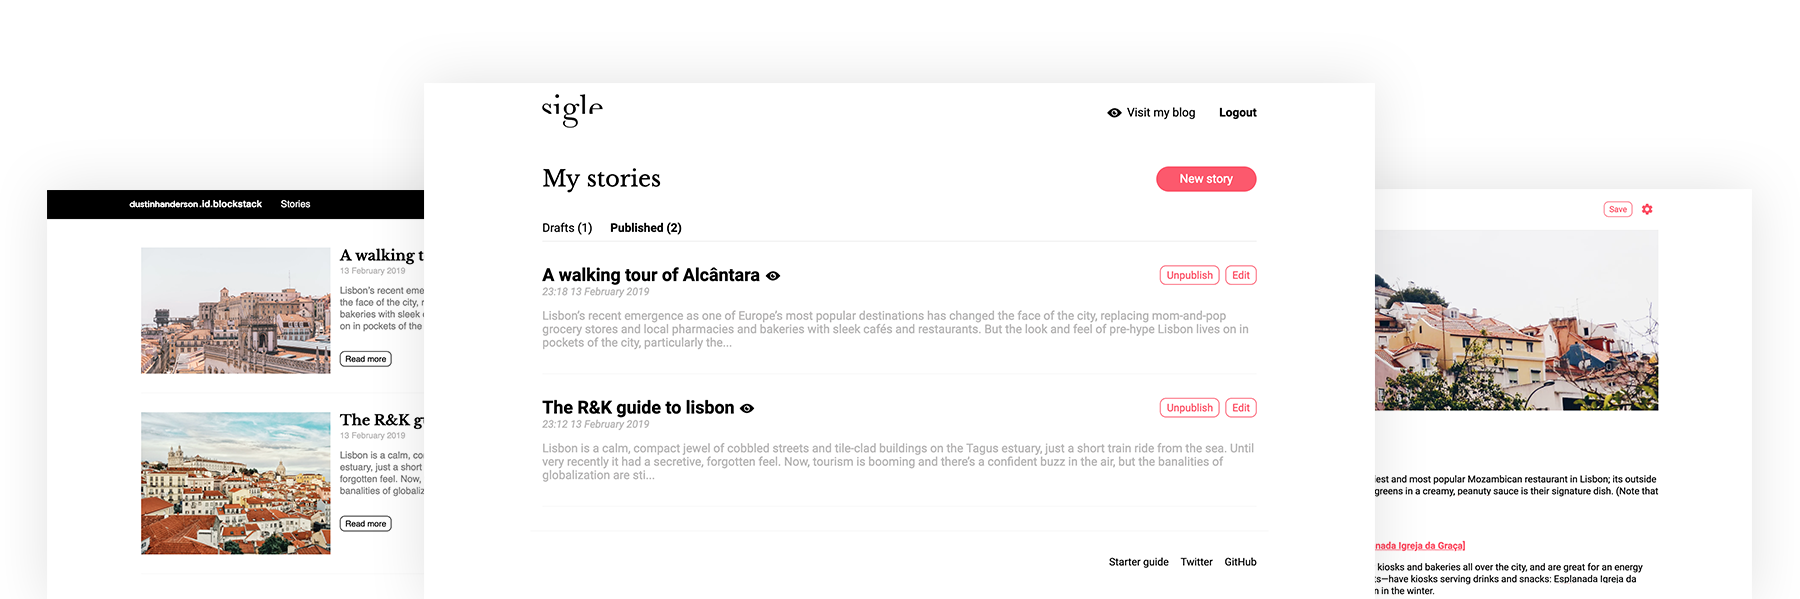 dustinhanderson.id.blockstack Stories
A walking t
13 February 2019
Lisbon's recent eme
the face of the city, r
bakeries with sleek
on in pockets of the
Read more
The R&K g
13 February 2019
Lisbon is a calm, co
estuary, just a short
forgotten feel. Now,
banalities of globaliz
Read more
sigle
Visit my blog Logout
My stories
New story
Drafts (1) Published (2)
A walking tour of Alcântara
Unpublish Edit
23:18 13 February 2019
Lisbon's recent emergence as one of Europe's most popular destinations has changed the face of the city, replacing mom-and-pop
grocery stores and local pharmacies and bakeries with sleek cafés and restaurants. But the look and feel of pre-hype Lisbon lives on in
pockets of the city, particularly the...
The R&K guide to lisbon
Unpublish Edit
23:12 13 February 2019
Lisbon is a calm, compact jewel of cobbled streets and tile-clad buildings on the Tagus estuary, just a short train ride from the sea. Until
very recently it had a secretive, forgotten feel. Now, tourism is booming and there's a confident buzz in the air, but the banalities of
globalization are sti...
Starter guide Twitter GitHub
Save
est and most popular Mozambican restaurant in Lisbon; its outside
greens in a creamy, peanuty sauce is their signature dish. (Note that
nada Igreja da Graça]
kiosks and bakeries all over the city, and are great for an energy
s—have kiosks serving drinks and snacks: Esplanada Igreja da
n in the winter.